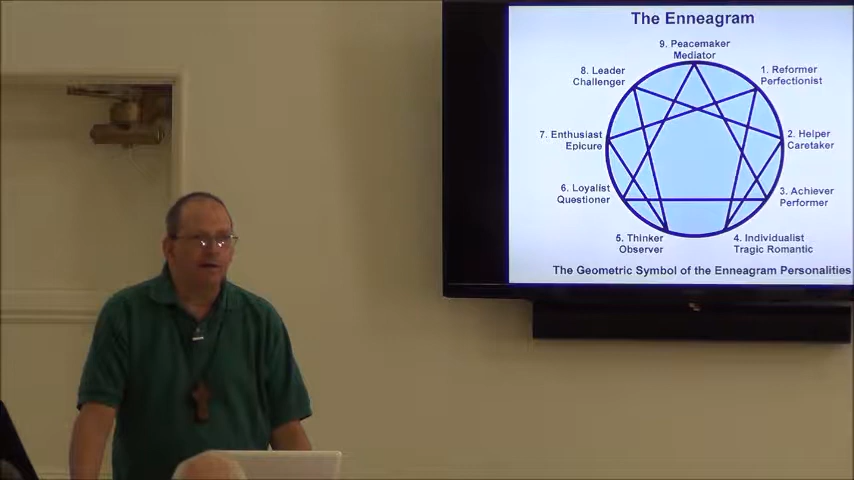 The Enneagram
9. Peacemaker
Mediator
8. Leader
Challenger
1. Reformer
Perfectionist
7. Enthusiast
Epicure
2. Helper
Caretaker
6. Loyalist
Questioner
3. Achiever
Performer
5. Thinker
Observer
4. Individualist
Tragic Romantic
The Geometric Symbol of the Enneagram Personalities